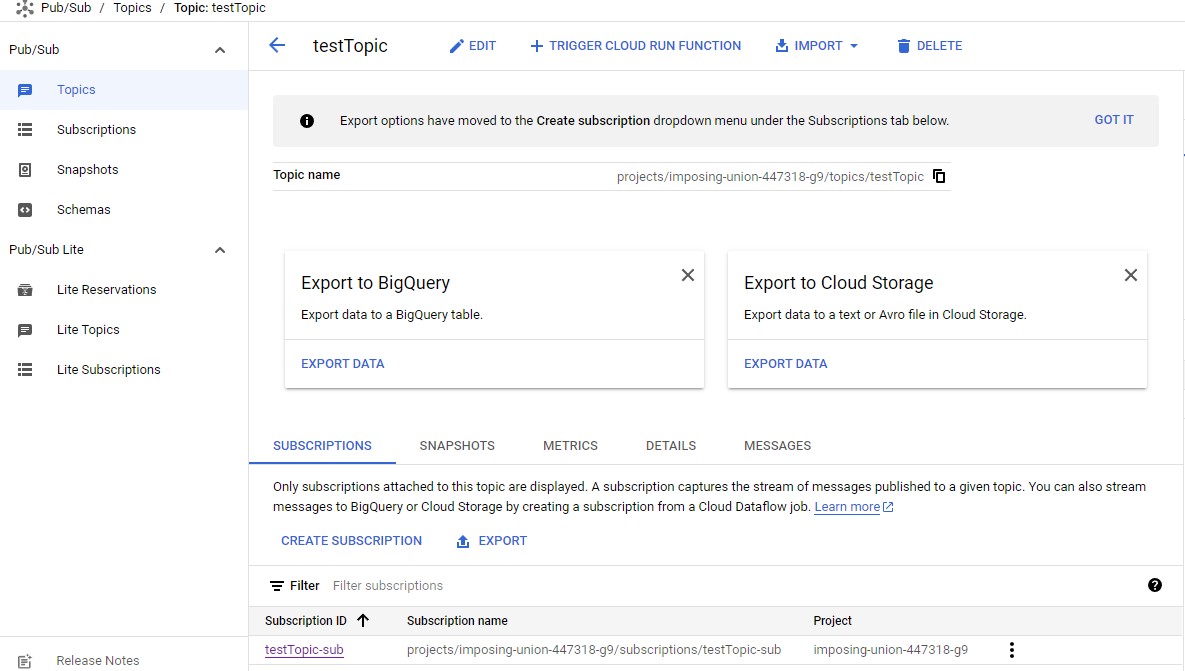 Pub/Sub / Topics / Topic: testTopic
Pub/Sub
Topics
Subscriptions
Snapshots
Schemas
Pub/Sub Lite
Lite Reservations
Lite Topics
Lite Subscriptions
Release Notes
testTopic EDIT TRIGGER CLOUD RUN FUNCTION IMPORT DELETE
Export options have moved to the Create subscription dropdown menu under the Subscriptions tab below. GOT IT
Topic name projects/imposing-union-447318-g9/topics/testTopic
Export to BigQuery
Export data to a BigQuery table.
EXPORT DATA
Export to Cloud Storage
Export data to a text or Avro file in Cloud Storage.
EXPORT DATA
SUBSCRIPTIONS SNAPSHOTS METRICS DETAILS MESSAGES
Only subscriptions attached to this topic are displayed. A subscription captures the stream of messages published to a given topic. You can also stream
messages to BigQuery or Cloud Storage by creating a subscription from a Cloud Dataflow job. Learn more
CREATE SUBSCRIPTION EXPORT
Filter Filter subscriptions
Subscription ID Subscription name Project
testTopic-sub projects/imposing-union-447318-g9/subscriptions/testTopic-sub imposing-union-447318-g9